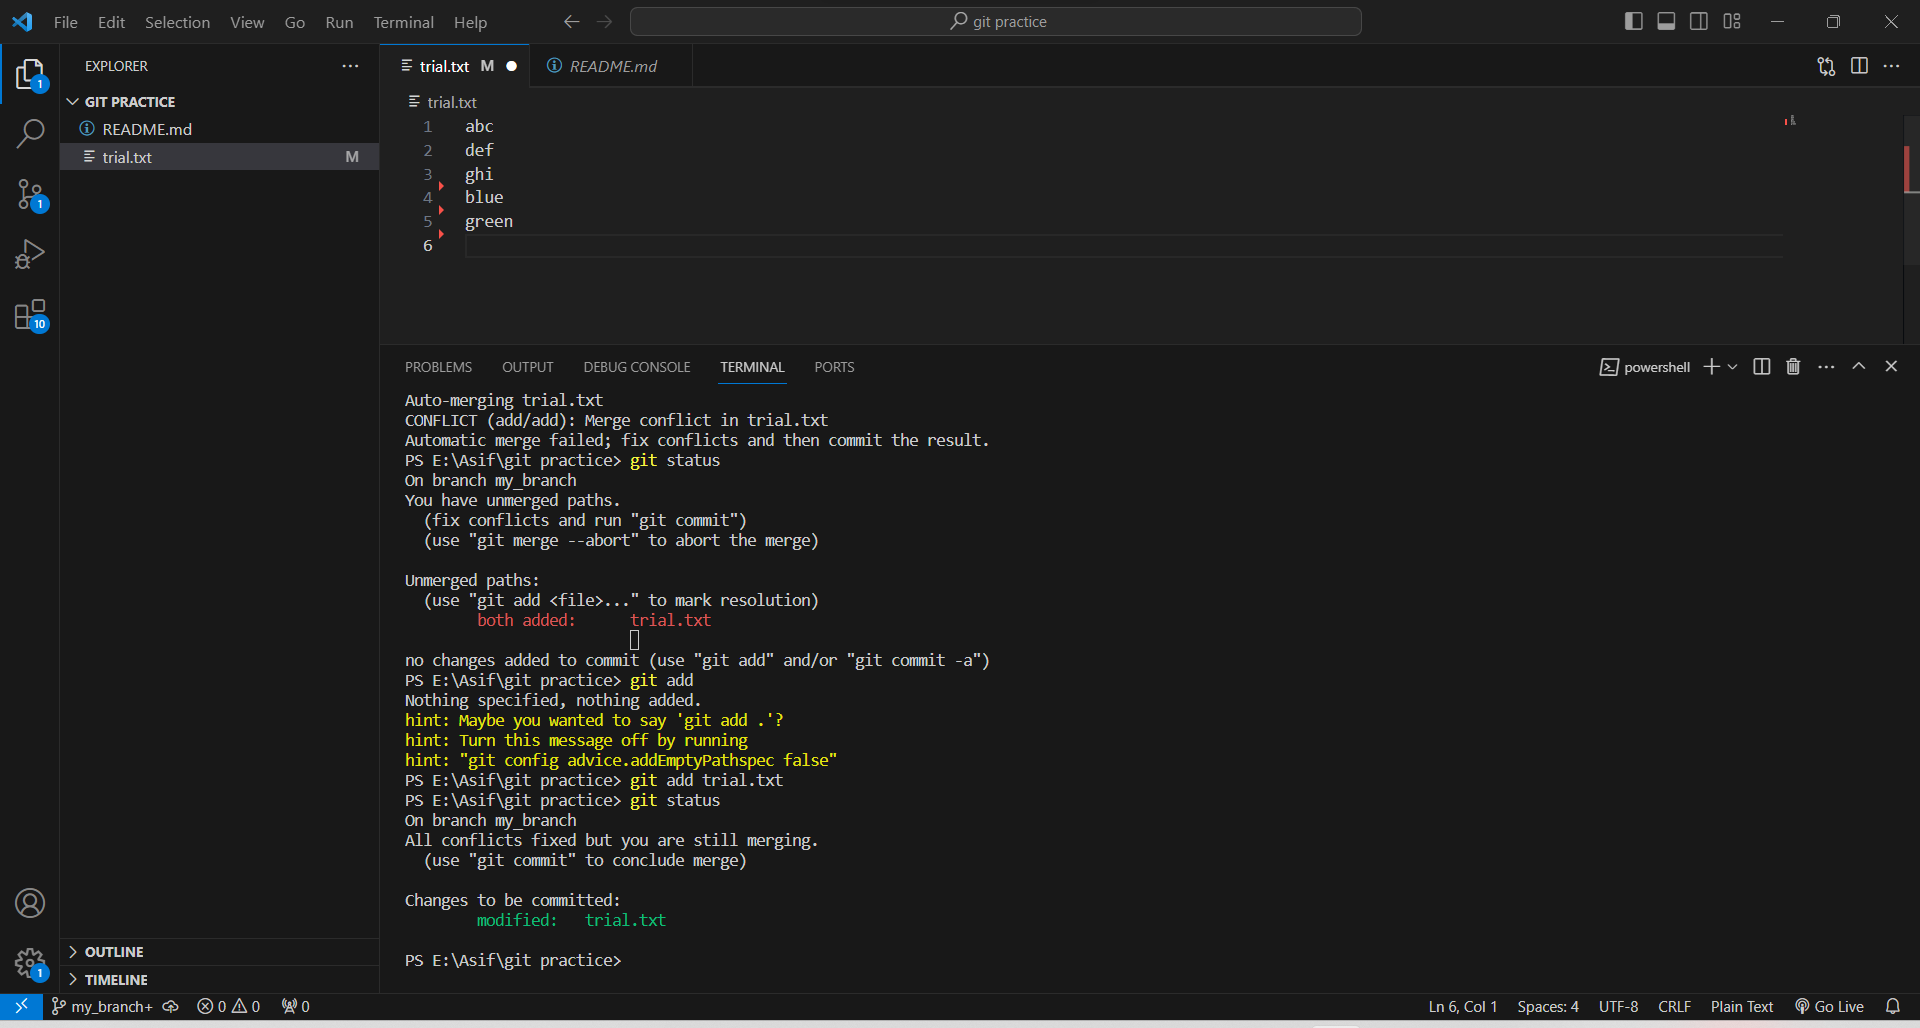 File Edit Selection View Go Run Terminal Help
git practice
EXPLORER
GIT PRACTICE
README.md
trial.txt M
trial.txt M
README.md
trial.txt
1 abc
2 def
3 ghi
4 blue
5 green
6
PROBLEMS OUTPUT DEBUG CONSOLE TERMINAL PORTS
powershell
Auto-merging trial.txt
CONFLICT (add/add): Merge conflict in trial.txt
Automatic merge failed; fix conflicts and then commit the result.
PS E:\Asif\git practice> git status
On branch my_branch
You have unmerged paths.
(fix conflicts and run "git commit")
(use "git merge --abort" to abort the merge)
Unmerged paths:
(use "git add <file>..." to mark resolution)
both added: trial.txt
no changes added to commit (use "git add" and/or "git commit -a")
PS E:\Asif\git practice> git add
Nothing specified, nothing added.
hint: Maybe you wanted to say 'git add .'?
hint: Turn this message off by running
hint: "git config advice.addEmptyPathspec false"
PS E:\Asif\git practice> git add trial.txt
PS E:\Asif\git practice> git status
On branch my_branch
All conflicts fixed but you are still merging.
(use "git commit" to conclude merge)
Changes to be committed:
modified: trial.txt
PS E:\Asif\git practice>
1
1
10
1
OUTLINE
TIMELINE
my_branch+ 0 0 0
Ln 6, Col 1 Spaces: 4 UTF-8 CRLF Plain Text Go Live